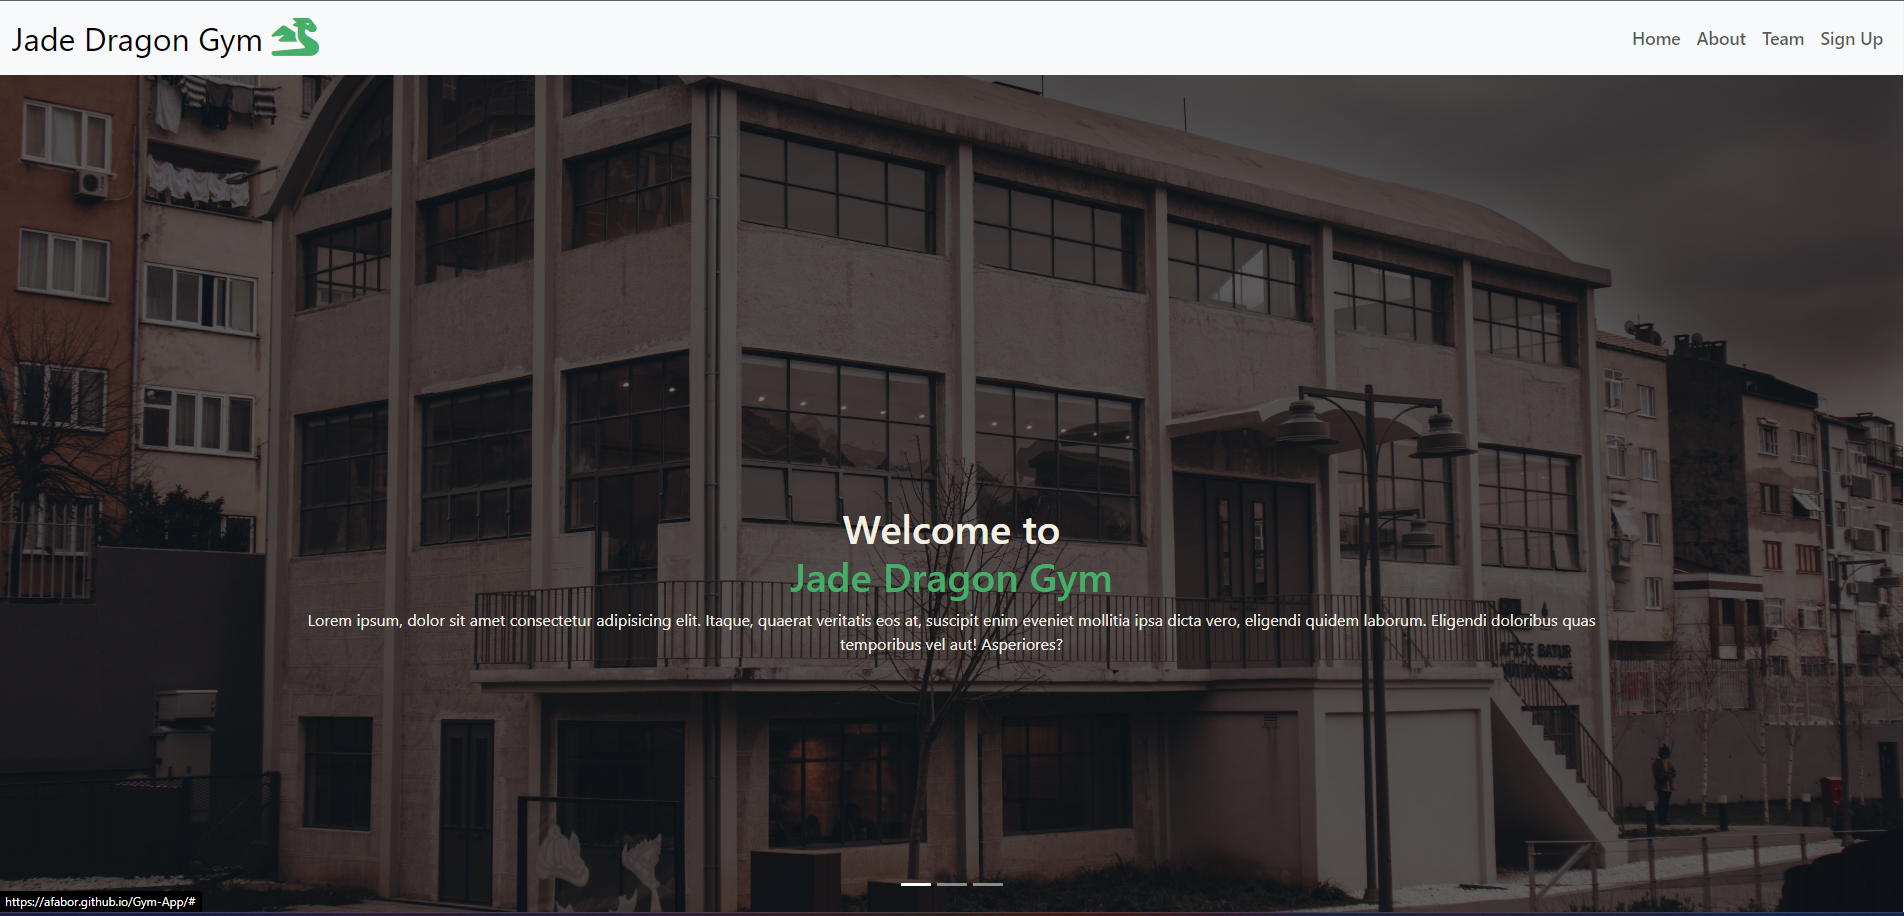 Jade Dragon Gym
Home
About
Team
Sign Up
Welcome to
Jade Dragon Gym
Lorem ipsum, dolor sit amet consectetur adipisicing elit. Itaque, quaerat veritatis eos at, suscipit enim eveniet mollitia ipsa dicta vero, eligendi quidem laborum. Eligendi doloribus quas
temporibus vel aut! Asperiores?
BATUR
https://afabor.github.io/Gym-App/#